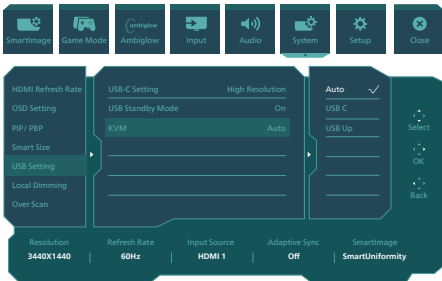 SmartImage
Game Mode
ambiglow
Ambiglow
Input
Audio
System
Setup
Close
HDMI Refresh Rate
OSD Setting
PIP/ PBP
Smart Size
USB Setting
Local Dimming
Over Scan
USB-C Setting High Resolution
USB Standby Mode On
KVM Auto
Auto
USB C
USB Up
Select
OK
Back
Resolution Refresh Rate Input Source Adaptive Sync SmartImage
3440X1440 | 60Hz | HDMI 1 | Off | SmartUniformity